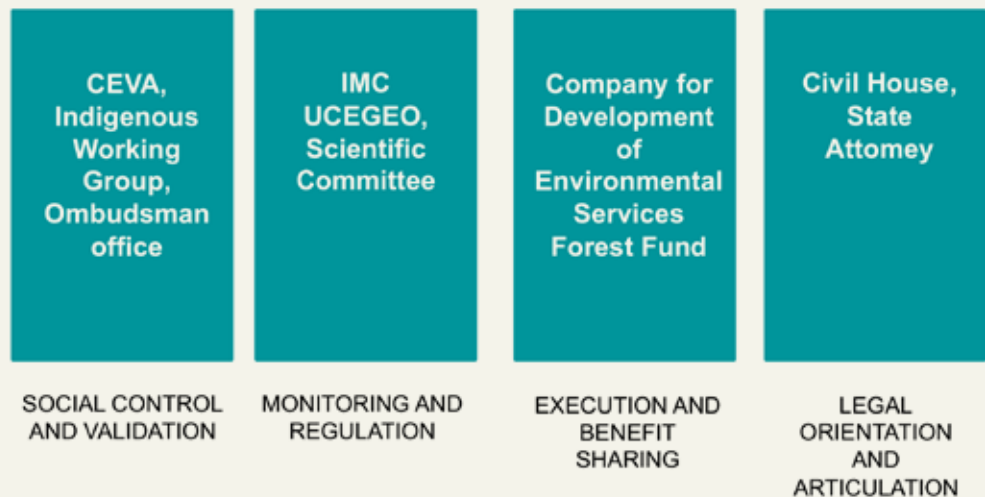 CEVA,
Indigenous
Working
Group,
Ombudsman
office
IMC
UCEGEO,
Scientific
Committee
Company for
Development
of
Environmental
Services
Forest Fund
Civil House,
State
Attomey
SOCIAL CONTROL
AND VALIDATION
MONITORING AND
REGULATION
EXECUTION AND
BENEFIT
SHARING
LEGAL
ORIENTATION
AND
ARTICULATION